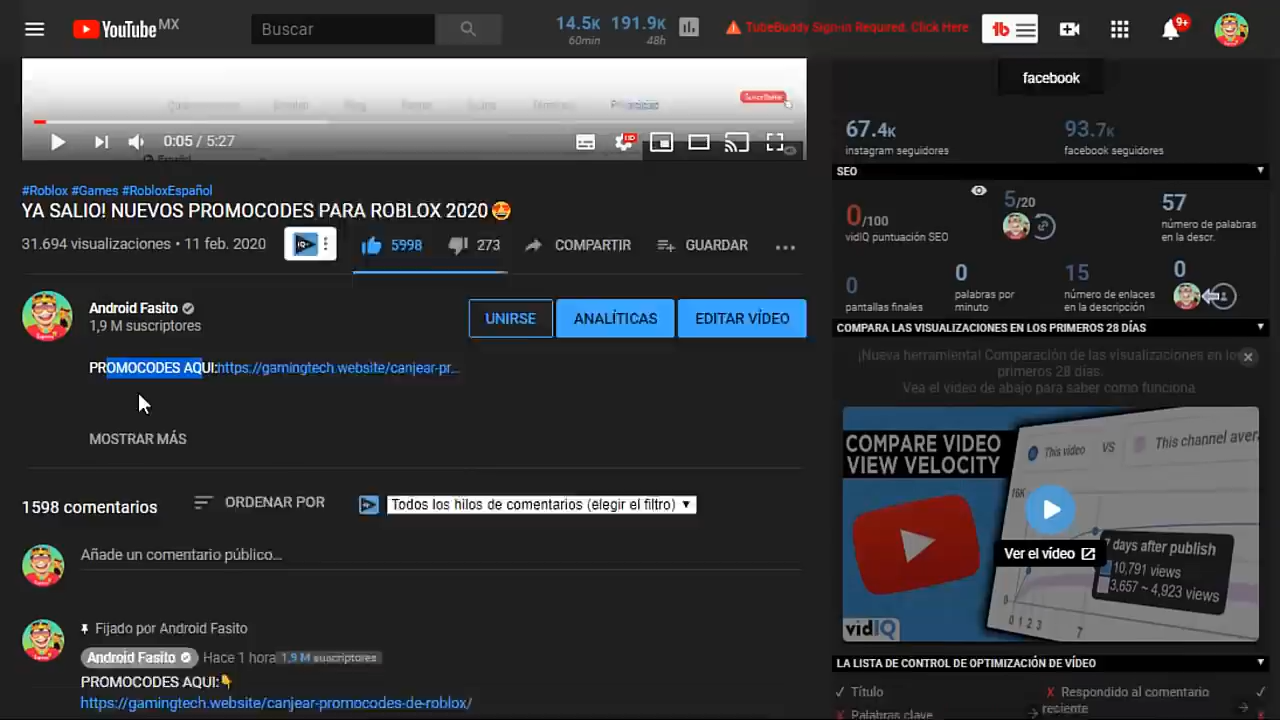 YouTube MX
Buscar
14.5K 191.9K
60min 48h
TubeBuddy Sign-in Required. Click Here
tb
9+
facebook
67.4K 93.7K
instagram seguidores facebook seguidores
Privacidad
0:05 / 5:27
HD
Español
#Roblox #Games #RobloxEspañol
YA SALIO! NUEVOS PROMOCODES PARA ROBLOX 2020
31.694 visualizaciones • 11 feb. 2020
5998 273 COMPARTIR GUARDAR
Android Fasito
1,9 M suscriptores
UNIRSE ANALÍTICAS EDITAR VÍDEO
PROMOCODES AQUI:https://gamingtech.website/canjear-pr...
MOSTRAR MÁS
1598 comentarios
ORDENAR POR
Todos los hilos de comentarios (elegir el filtro)
Añade un comentario público...
Fijado por Android Fasito
Android Fasito Hace 1 hora 1,9 M suscriptores
PROMOCODES AQUI:
https://gamingtech.website/canjear-promocodes-de-roblox/
SEO
0/100
vidIQ puntuación SEO
5/20
57
número de palabras
en la descr.
0
pantallas finales
0
palabras por
minuto
15
número de enlaces
en la descripción
0
COMPARA LAS VISUALIZACIONES EN LOS PRIMEROS 28 DÍAS
¡Nueva herramienta! Comparación de las visualizaciones en los
primeros 28 días.
Vea el vídeo de abajo para saber como funciona
COMPARE VIDEO
VIEW VELOCITY
This video VS This channel avera
16K
Ver el vídeo
7 days after publish
10,791 views
3,657 ~ 4,923 views
0 1 2 3 7
vidIQ
LA LISTA DE CONTROL DE OPTIMIZACIÓN DE VÍDEO
✓ Título
X Respondido al comentario
reciente
Palabras clave